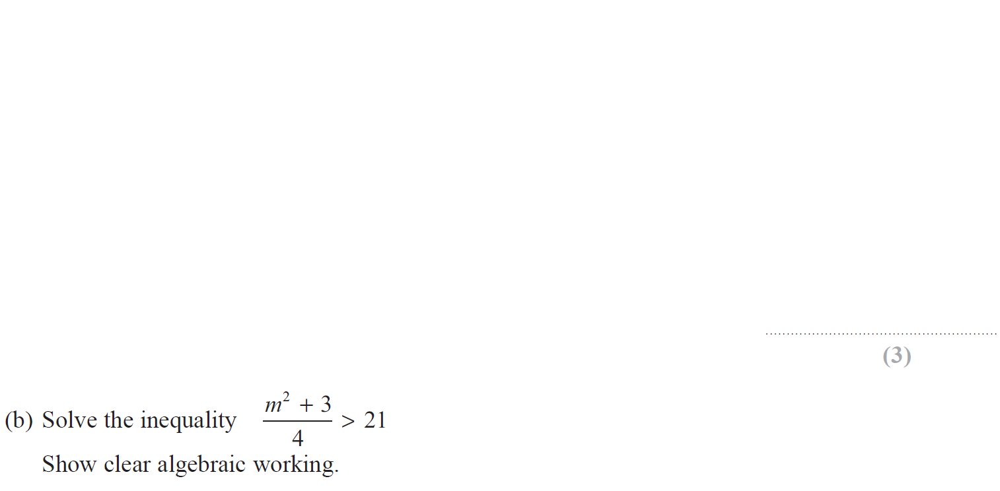 (3)
(b) Solve the inequality (m² + 3)/4 > 21
Show clear algebraic working.